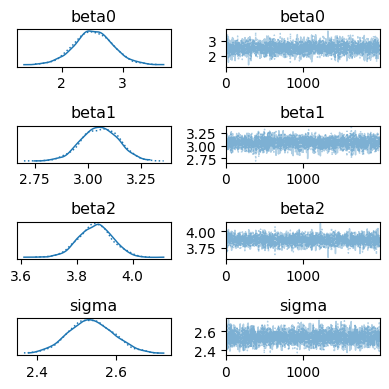 beta0 beta0
3
2
2 3 0 1000
beta1 beta1
3.25
3.00
2.75
2.75 3.00 3.25 0 1000
beta2 beta2
4.00
3.75
3.6 3.8 4.0 0 1000
sigma sigma
2.6
2.4
2.4 2.6 0 1000